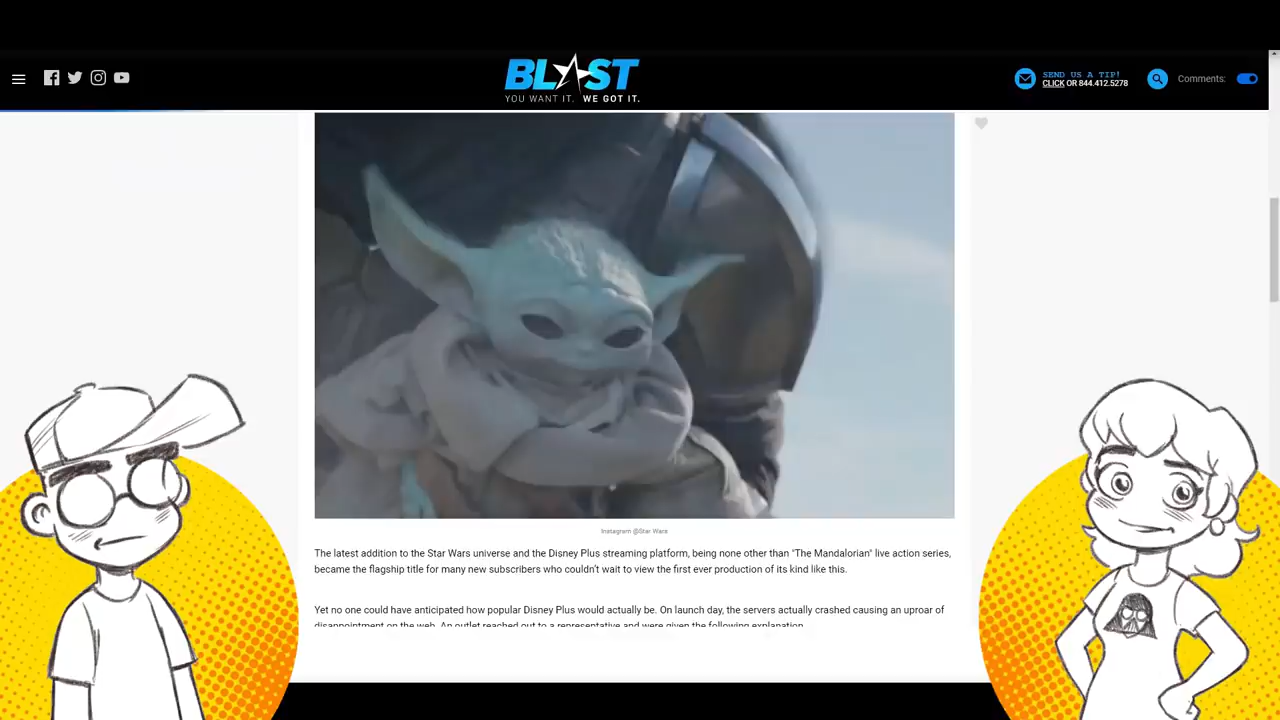 BLAST
YOU WANT IT. WE GOT IT.
SEND US A TIP!
CLICK OR 844.412.5278
Comments:
Instagram @Star Wars
The latest addition to the Star Wars universe and the Disney Plus streaming platform, being none other than "The Mandalorian" live action series,
became the flagship title for many new subscribers who couldn't wait to view the first ever production of its kind like this.
Yet no one could have anticipated how popular Disney Plus would actually be. On launch day, the servers actually crashed causing an uproar of
disappointment on the web. An outlet reached out to a representative and were given the following explanation